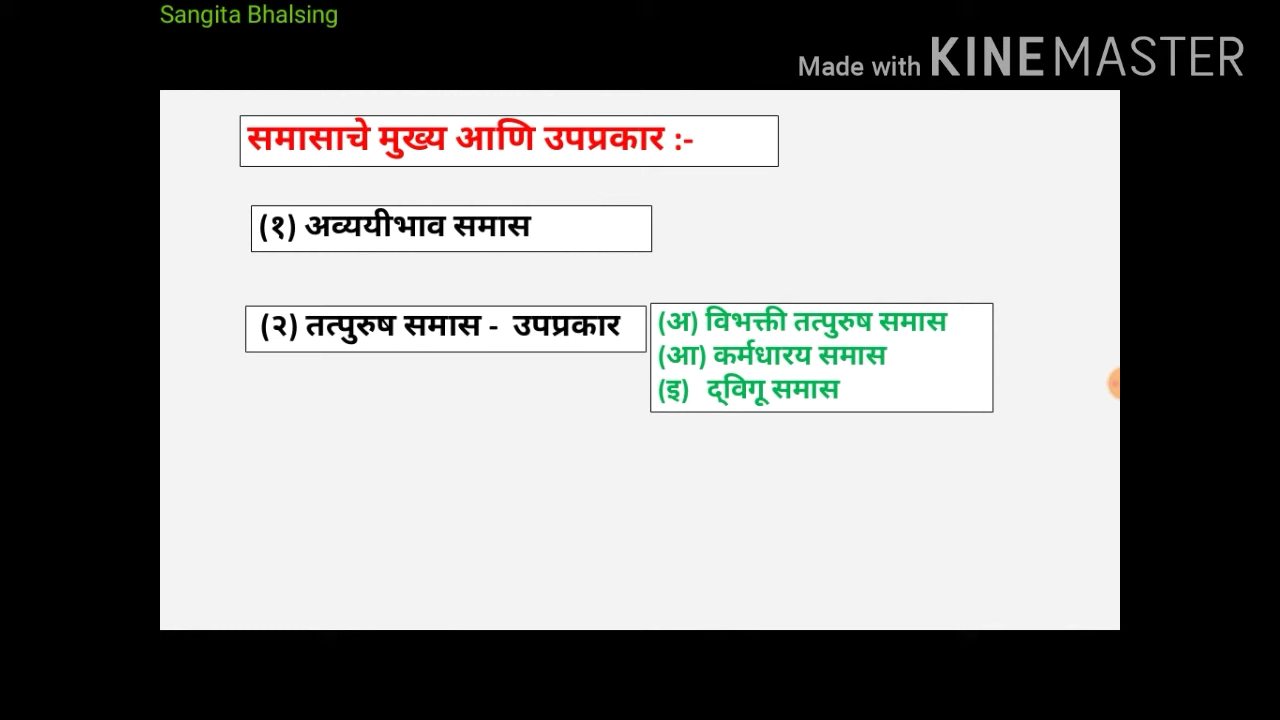 Sangita Bhalsing
Made with KINEMASTER
समासाचे मुख्य आणि उपप्रकार :-
(१) अव्ययीभाव समास
(२) तत्पुरुष समास - उपप्रकार
(अ) विभक्ती तत्पुरुष समास
(आ) कर्मधारय समास
(इ) द्‌विगू समास